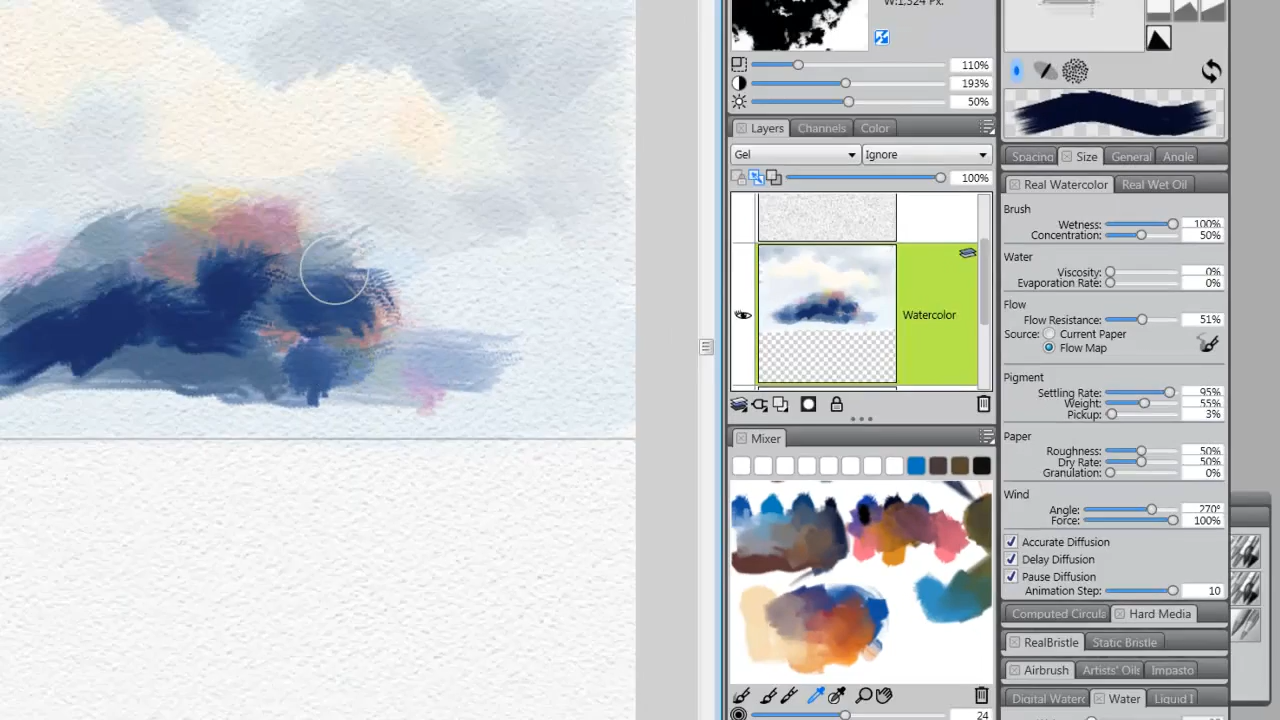 W:1,524 Px.
110%
193%
50%
Layers
Channels
Color
Gel
Ignore
100%
Watercolor
Mixer
24
Spacing
Size
General
Angle
Real Watercolor
Real Wet Oil
Brush
Wetness: 100%
Concentration: 50%
Water
Viscosity: 0%
Evaporation Rate: 0%
Flow
Flow Resistance: 51%
Source: Current Paper
Flow Map
Pigment
Settling Rate: 95%
Weight: 55%
Pickup: 3%
Paper
Roughness: 50%
Dry Rate: 50%
Granulation: 0%
Wind
Angle: 270°
Force: 100%
Accurate Diffusion
Delay Diffusion
Pause Diffusion
Animation Step: 10
Computed Circula
Hard Media
RealBristle
Static Bristle
Airbrush
Artists' Oils
Impasto
Digital Waterc
Water
Liquid I